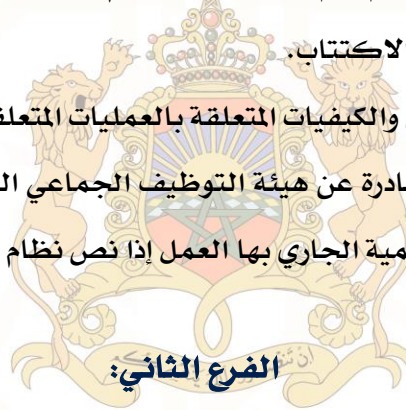 لاكتتاب.
والكيفيات المتعلقة بالعمليات المتعلق
ادرة عن هيئة التوظيف الجماعي ال
مية الجاري بها العمل إذا نص نظام
الفرع الثاني: